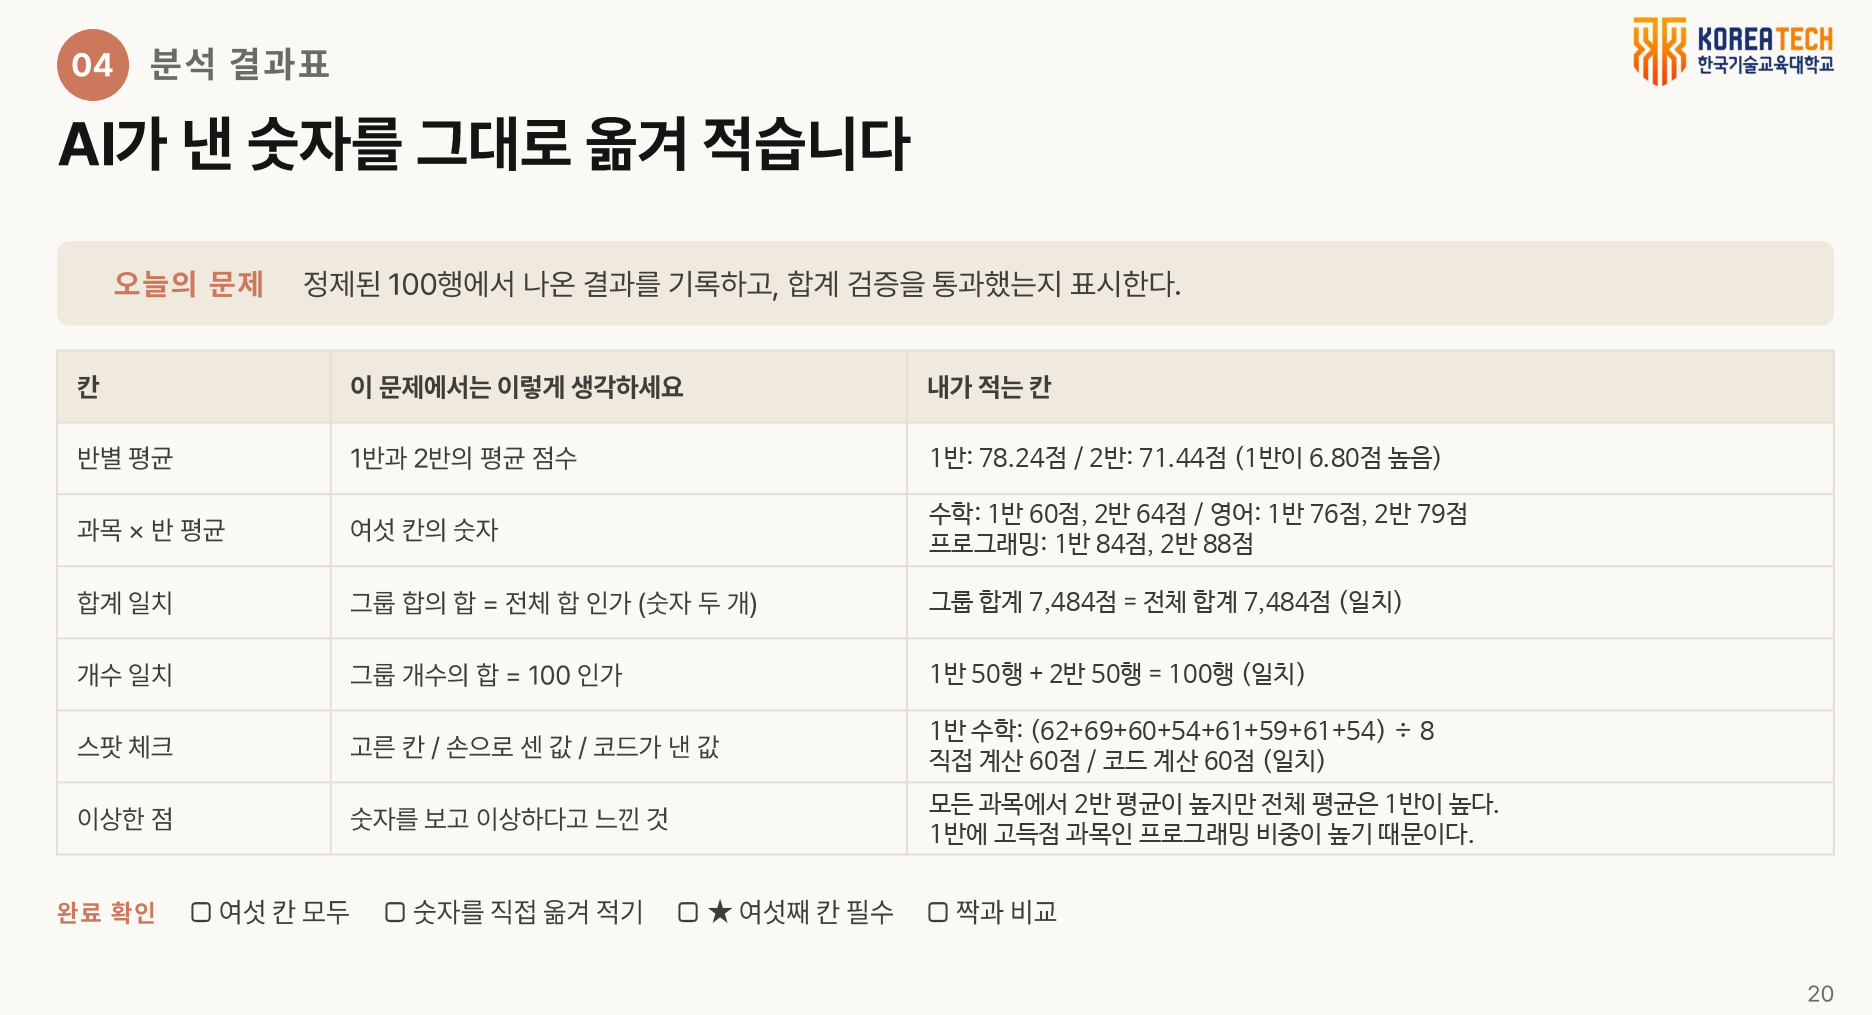 04 분석 결과표
KOREATECH
한국기술교육대학교
AI가 낸 숫자를 그대로 옮겨 적습니다
오늘의 문제 정제된 100행에서 나온 결과를 기록하고, 합계 검증을 통과했는지 표시한다.
칸 이 문제에서는 이렇게 생각하세요 내가 적는 칸
반별 평균 1반과 2반의 평균 점수 1반: 78.24점 / 2반: 71.44점 (1반이 6.80점 높음)
과목 × 반 평균 여섯 칸의 숫자 수학: 1반 60점, 2반 64점 / 영어: 1반 76점, 2반 79점
프로그래밍: 1반 84점, 2반 88점
합계 일치 그룹 합의 합 = 전체 합 인가 (숫자 두 개) 그룹 합계 7,484점 = 전체 합계 7,484점 (일치)
개수 일치 그룹 개수의 합 = 100 인가 1반 50행 + 2반 50행 = 100행 (일치)
스팟 체크 고른 칸 / 손으로 센 값 / 코드가 낸 값 1반 수학: (62+69+60+54+61+59+61+54) ÷ 8
직접 계산 60점 / 코드 계산 60점 (일치)
이상한 점 숫자를 보고 이상하다고 느낀 것 모든 과목에서 2반 평균이 높지만 전체 평균은 1반이 높다.
1반에 고득점 과목인 프로그래밍 비중이 높기 때문이다.
완료 확인 ▢ 여섯 칸 모두 ▢ 숫자를 직접 옮겨 적기 ▢ ★ 여섯째 칸 필수 ▢ 짝과 비교
20